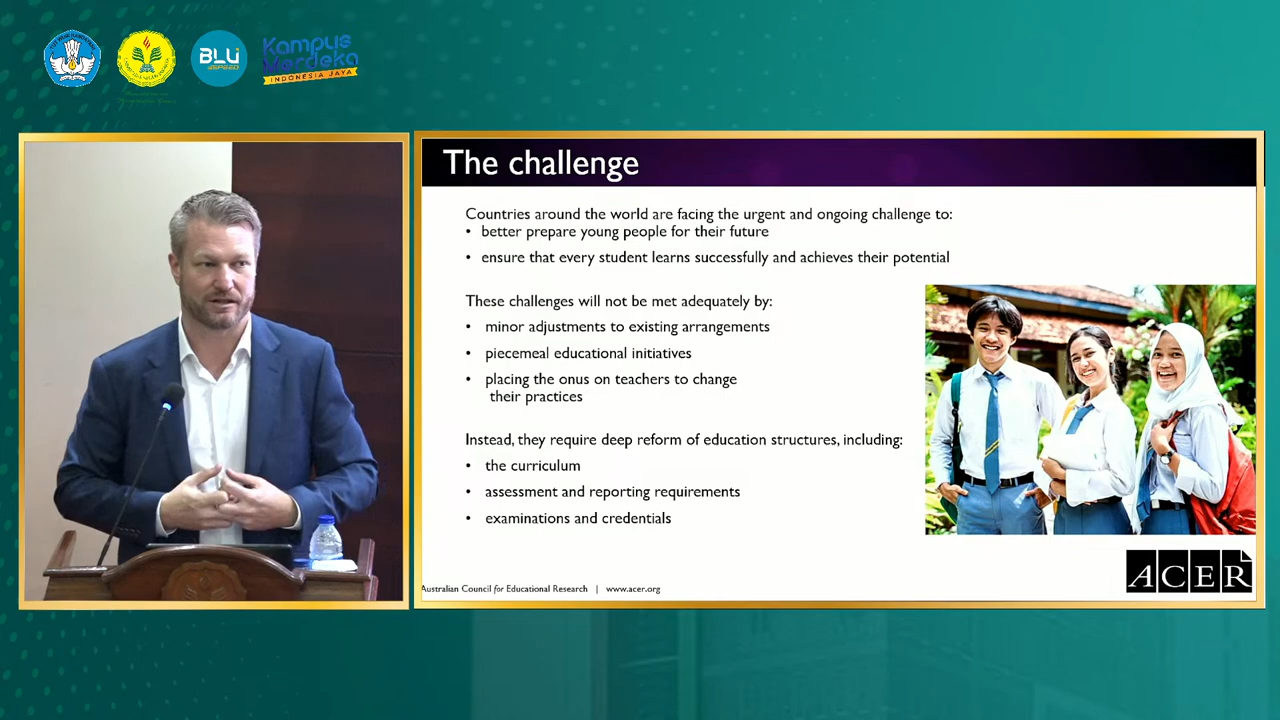 BLU
SPEED
Kampus
Merdeka
INDONESIA JAYA
The challenge
Countries around the world are facing the urgent and ongoing challenge to:
• better prepare young people for their future
• ensure that every student learns successfully and achieves their potential
These challenges will not be met adequately by:
• minor adjustments to existing arrangements
• piecemeal educational initiatives
• placing the onus on teachers to change
their practices
Instead, they require deep reform of education structures, including:
• the curriculum
• assessment and reporting requirements
• examinations and credentials
Australian Council for Educational Research | www.acer.org
ACER